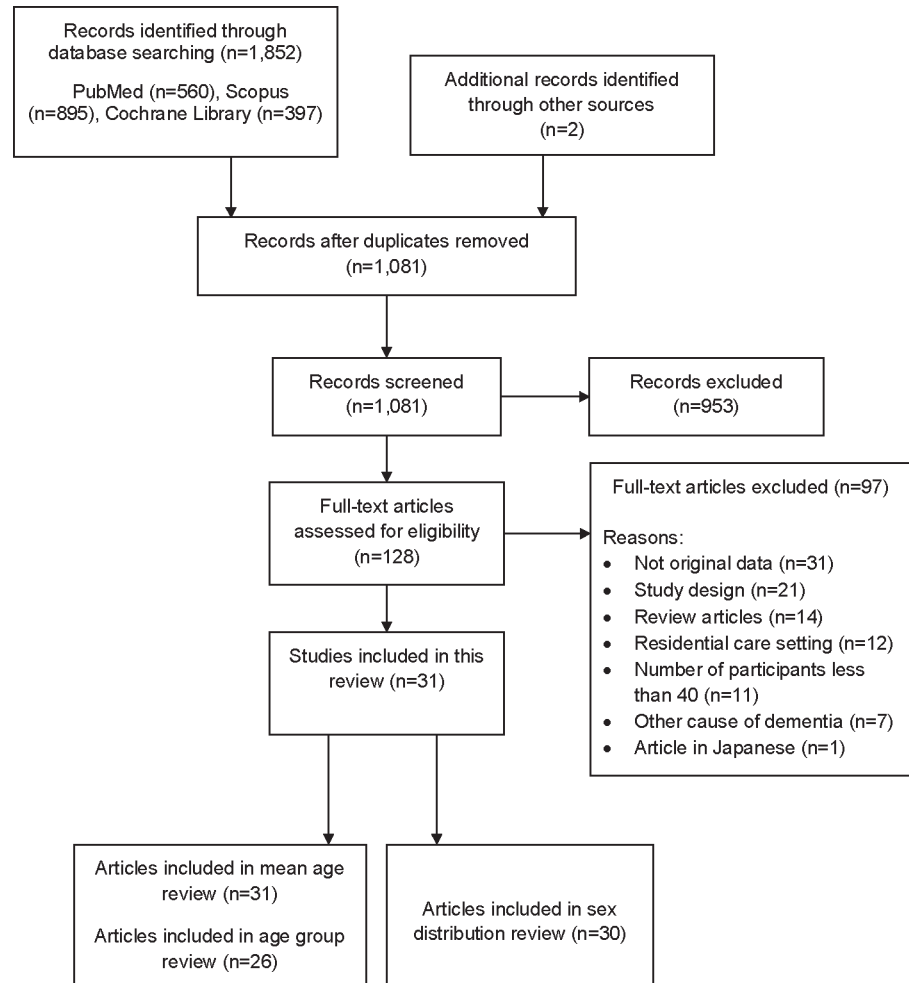 Records identified through
database searching (n=1,852)
PubMed (n=560), Scopus
(n=895), Cochrane Library (n=397)
Additional records identified
through other sources
(n=2)
Records after duplicates removed
(n=1,081)
Records screened
(n=1,081)
Records excluded
(n=953)
Full-text articles
assessed for eligibility
(n=128)
Full-text articles excluded (n=97)
Reasons:
• Not original data (n=31)
• Study design (n=21)
• Review articles (n=14)
• Residential care setting (n=12)
• Number of participants less
than 40 (n=11)
• Other cause of dementia (n=7)
• Article in Japanese (n=1)
Studies included in this
review (n=31)
Articles included in mean age
review (n=31)
Articles included in age group
review (n=26)
Articles included in sex
distribution review (n=30)